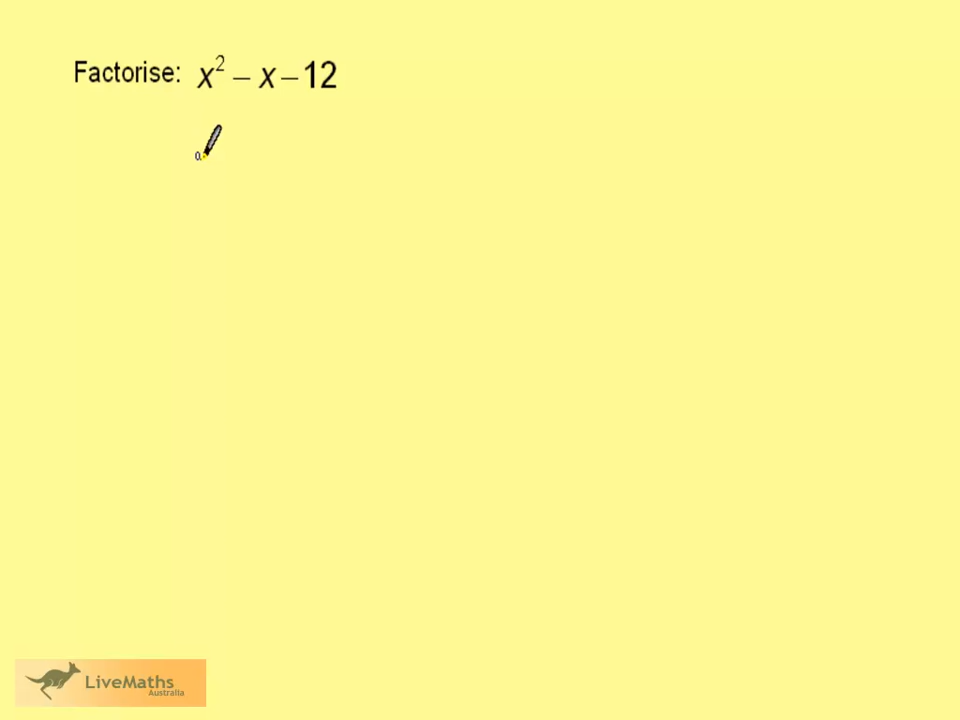 Factorise: x² – x – 12
LiveMaths
Australia